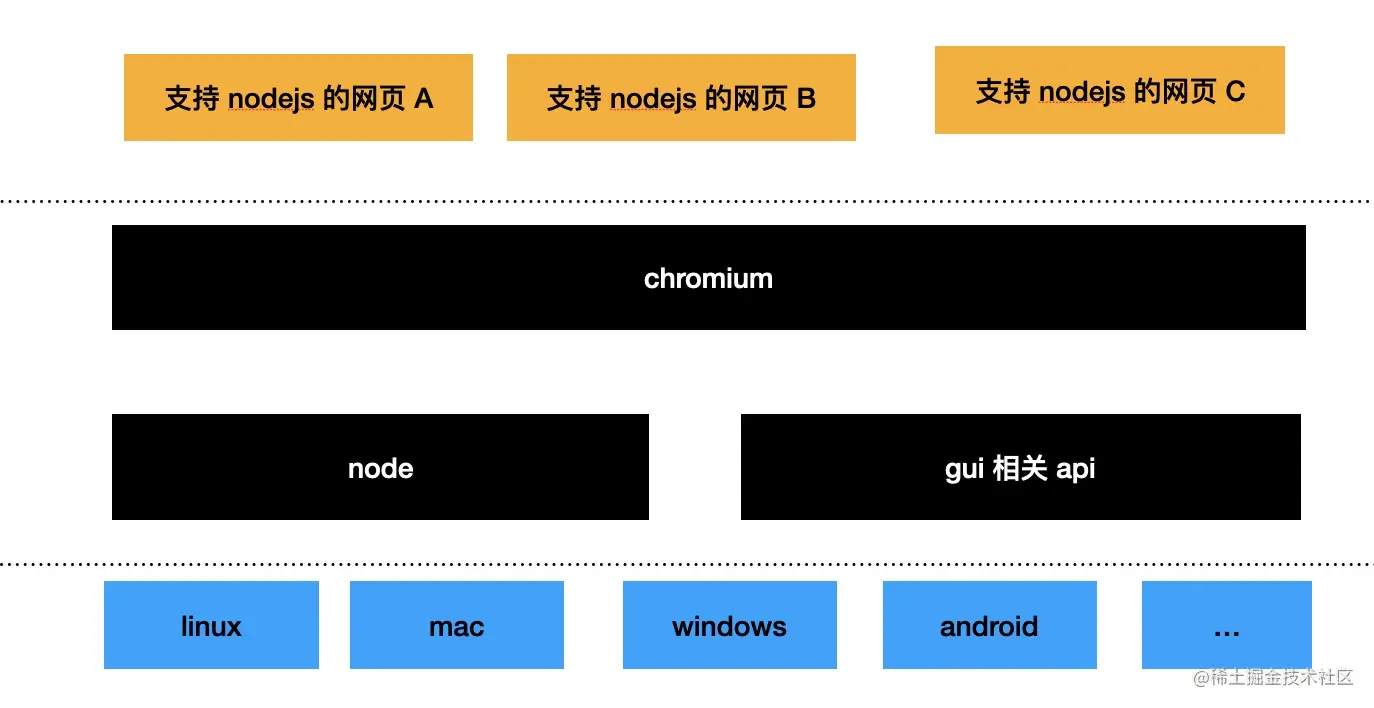 支持 nodejs 的网页 A
支持 nodejs 的网页 B
支持 nodejs 的网页 C
chromium
node
gui 相关 api
linux
mac
windows
android
...
@稀土掘金技术社区